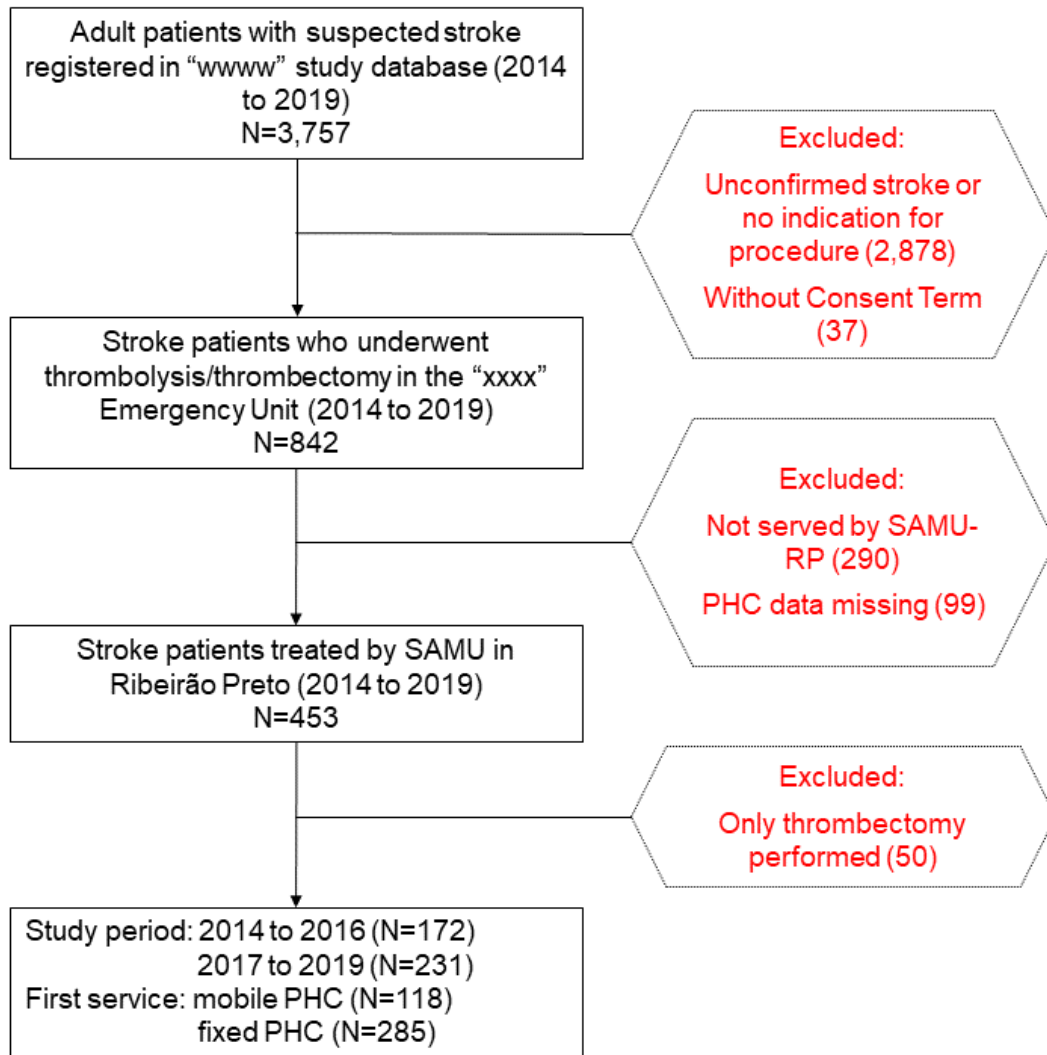 Adult patients with suspected stroke
registered in “wwww” study database (2014
to 2019)
N=3,757
Excluded:
Unconfirmed stroke or
no indication for
procedure (2,878)
Without Consent Term
(37)
Stroke patients who underwent
thrombolysis/thrombectomy in the “xxxx”
Emergency Unit (2014 to 2019)
N=842
Excluded:
Not served by SAMU-
RP (290)
PHC data missing (99)
Stroke patients treated by SAMU in
Ribeirão Preto (2014 to 2019)
N=453
Excluded:
Only thrombectomy
performed (50)
Study period: 2014 to 2016 (N=172)
2017 to 2019 (N=231)
First service: mobile PHC (N=118)
fixed PHC (N=285)